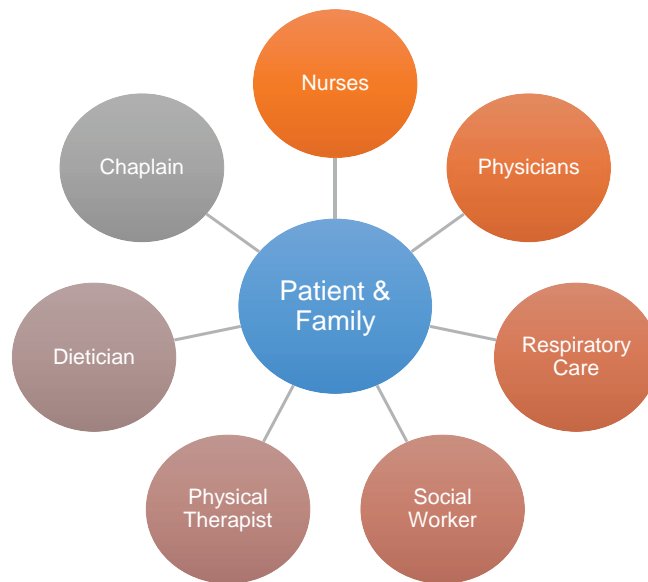 Nurses
Physicians
Respiratory
Care
Social
Worker
Physical
Therapist
Dietician
Chaplain
Patient &
Family